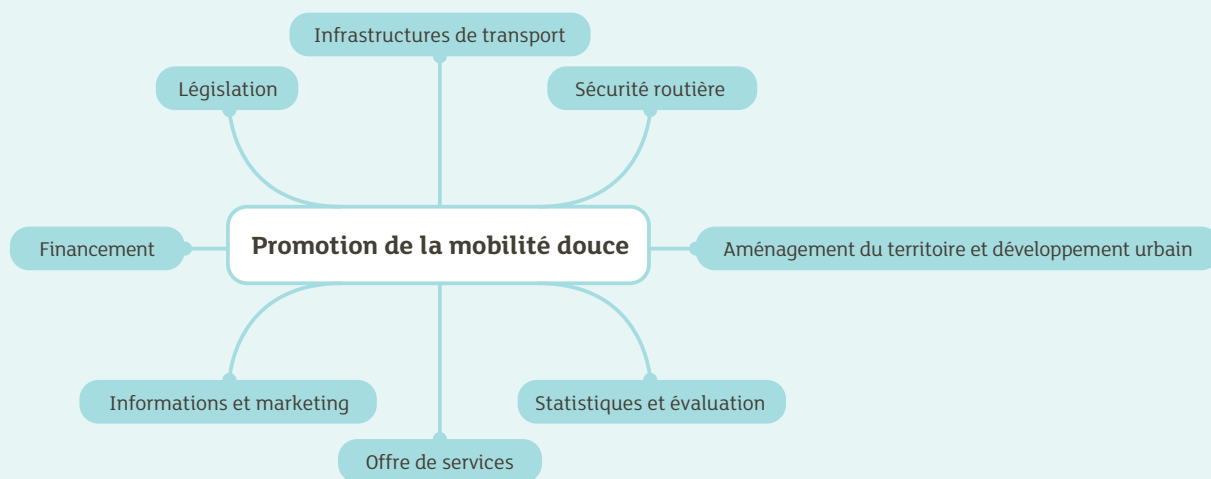 Infrastructures de transport
Législation
Sécurité routière
Financement
Promotion de la mobilité douce
Aménagement du territoire et développement urbain
Informations et marketing
Statistiques et évaluation
Offre de services